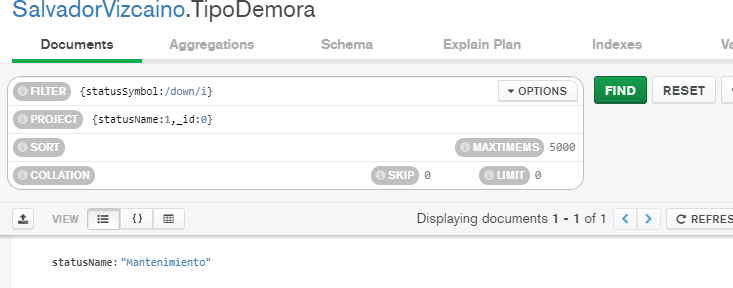 SalvadorVizcaino.TipoDemora
Documents Aggregations Schema Explain Plan Indexes
FILTER {statusSymbol:/down/i} OPTIONS FIND RESET
PROJECT {statusName:1,_id:0}
SORT MAXTIMEMS 5000
COLLATION SKIP 0 LIMIT 0
VIEW {} Displaying documents 1 - 1 of 1 < > REFRES
statusName: "Mantenimiento"